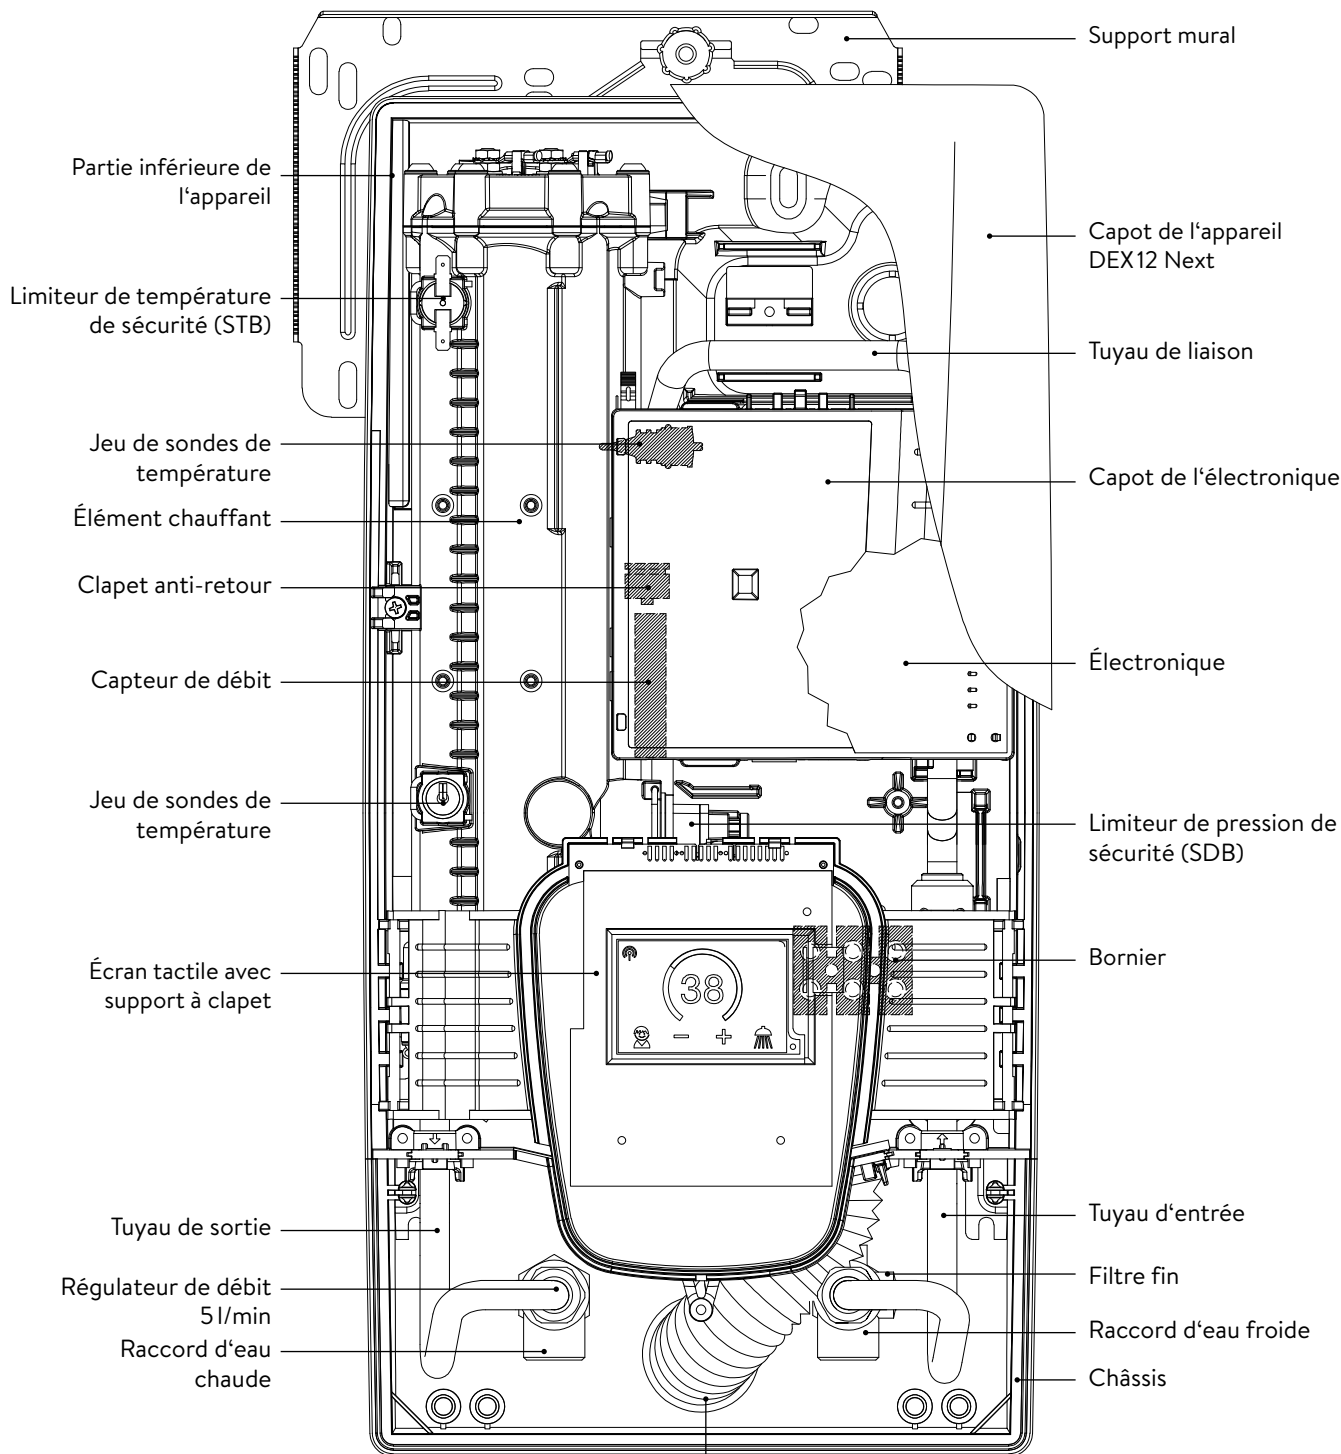 Support mural
Partie inférieure de
l‘appareil
Capot de l‘appareil
DEX12 Next
Limiteur de température
de sécurité (STB)
Tuyau de liaison
Jeu de sondes de
température
Capot de l‘électronique
Élément chauffant
Clapet anti-retour
Électronique
Capteur de débit
Jeu de sondes de
température
Limiteur de pression de
sécurité (SDB)
Bornier
Écran tactile avec
support à clapet
38
Tuyau de sortie
Tuyau d‘entrée
Régulateur de débit
5 l/min
Filtre fin
Raccord d‘eau froide
Raccord d‘eau
chaude
Châssis